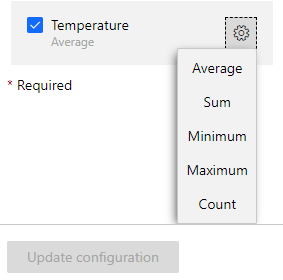 Temperature
Average
* Required
Average
Sum
Minimum
Maximum
Count
Update configuration